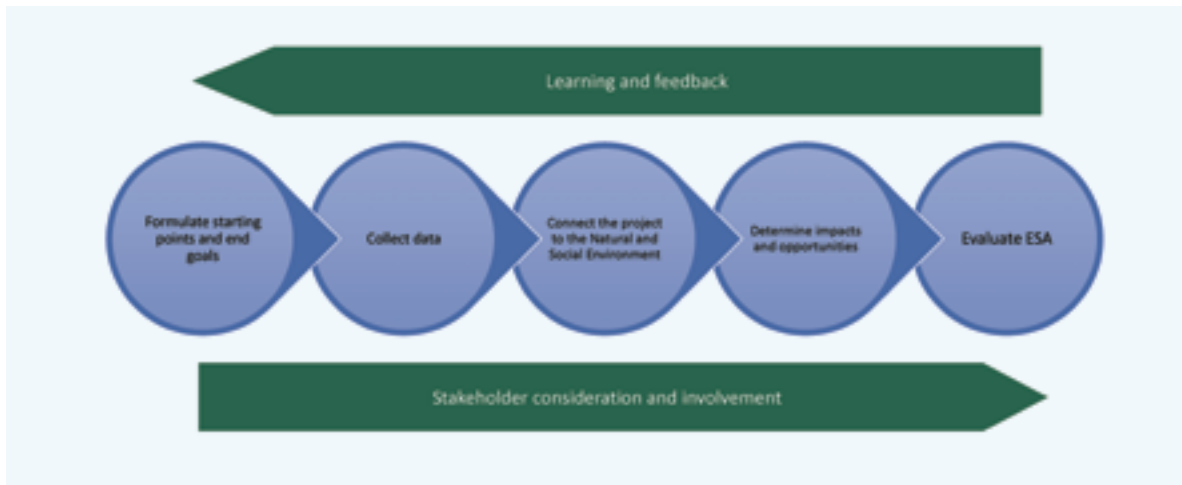 Learning and feedback
Formulate starting
points and end
goals
Collect data
Connect the project
to the Natural and
Social Environment
Determine impacts
and opportunities
Evaluate ESA
Stakeholder consideration and involvement